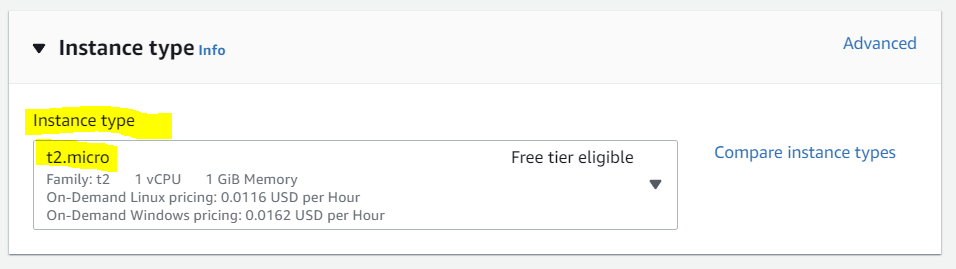 Instance type Info
Advanced
Instance type
t2.micro
Free tier eligible
Family: t2 1 vCPU 1 GiB Memory
On-Demand Linux pricing: 0.0116 USD per Hour
On-Demand Windows pricing: 0.0162 USD per Hour
Compare instance types